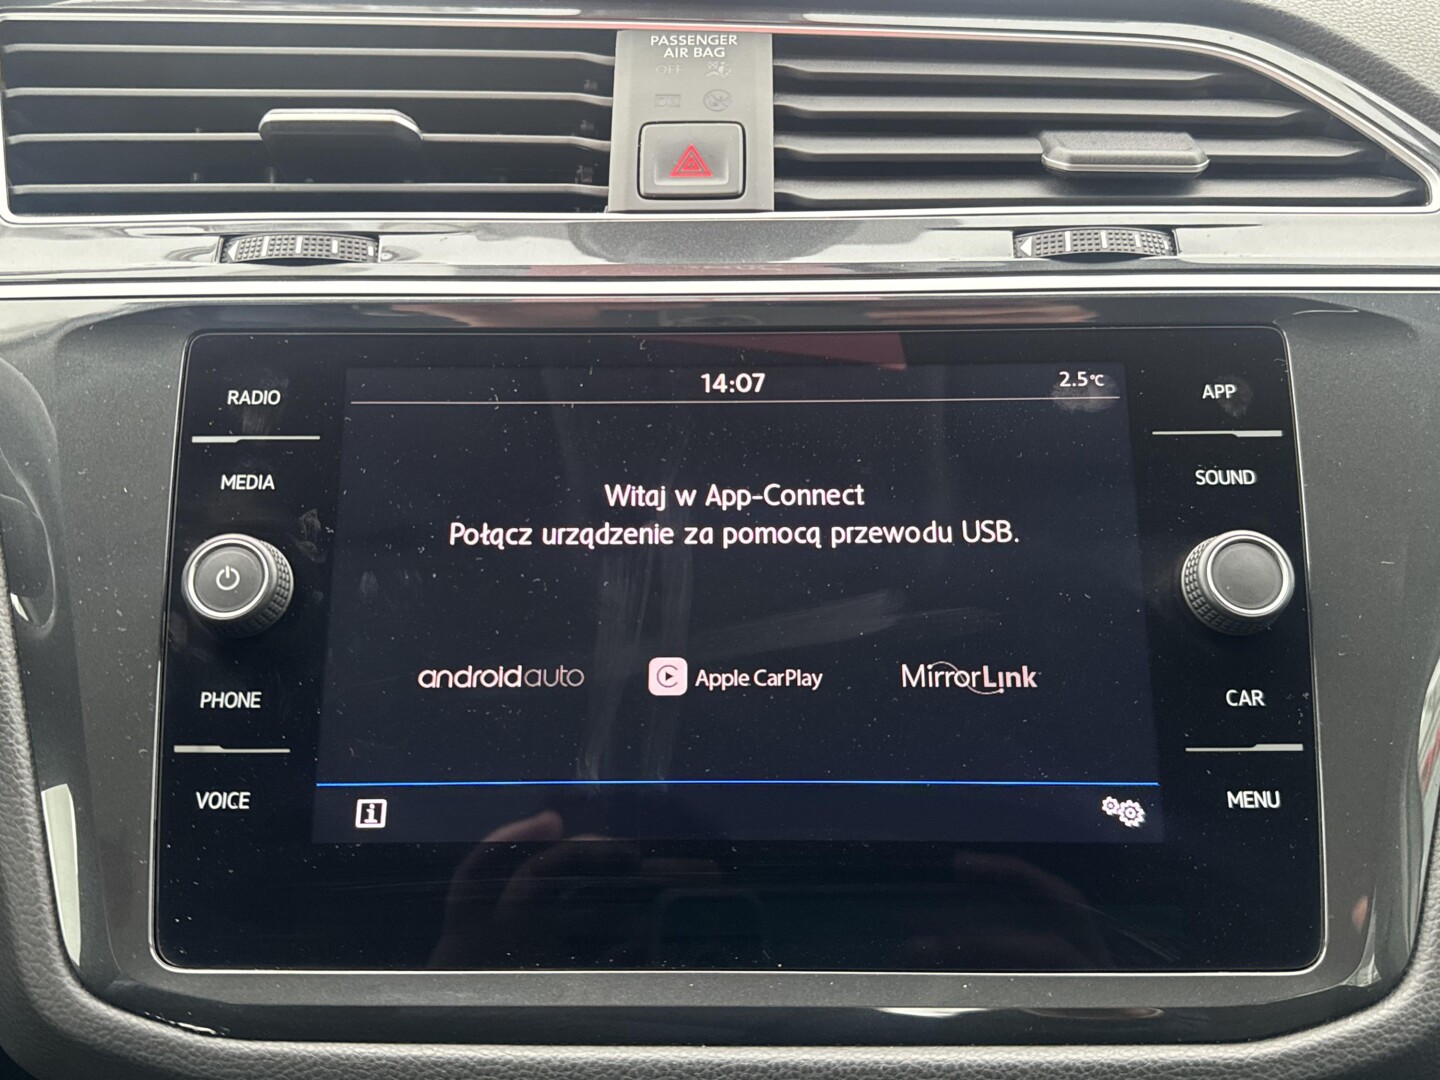 PASSENGER
AIR BAG
OFF
RADIO
14:07
2.5°C
APP
MEDIA
SOUND
Witaj w App-Connect
Połącz urządzenie za pomocą przewodu USB.
androidauto
Apple CarPlay
MirrorLink
PHONE
CAR
VOICE
MENU